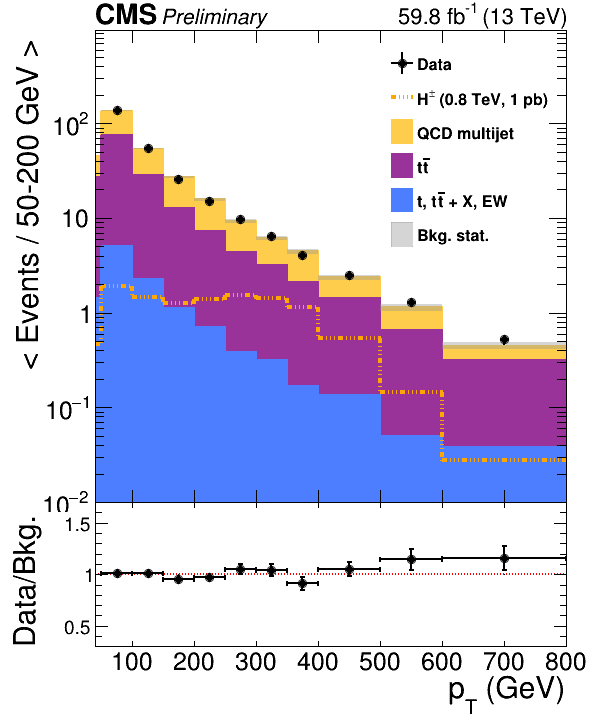 CMS Preliminary 59.8 fb⁻¹ (13 TeV)
< Events / 50-200 GeV >
10²
10
1
10⁻¹
10⁻²
Data
H± (0.8 TeV, 1 pb)
QCD multijet
tt̅
t, tt̅ + X, EW
Bkg. stat.
Data/Bkg.
1.5
1
0.5
100 200 300 400 500 600 700 800
p_T (GeV)